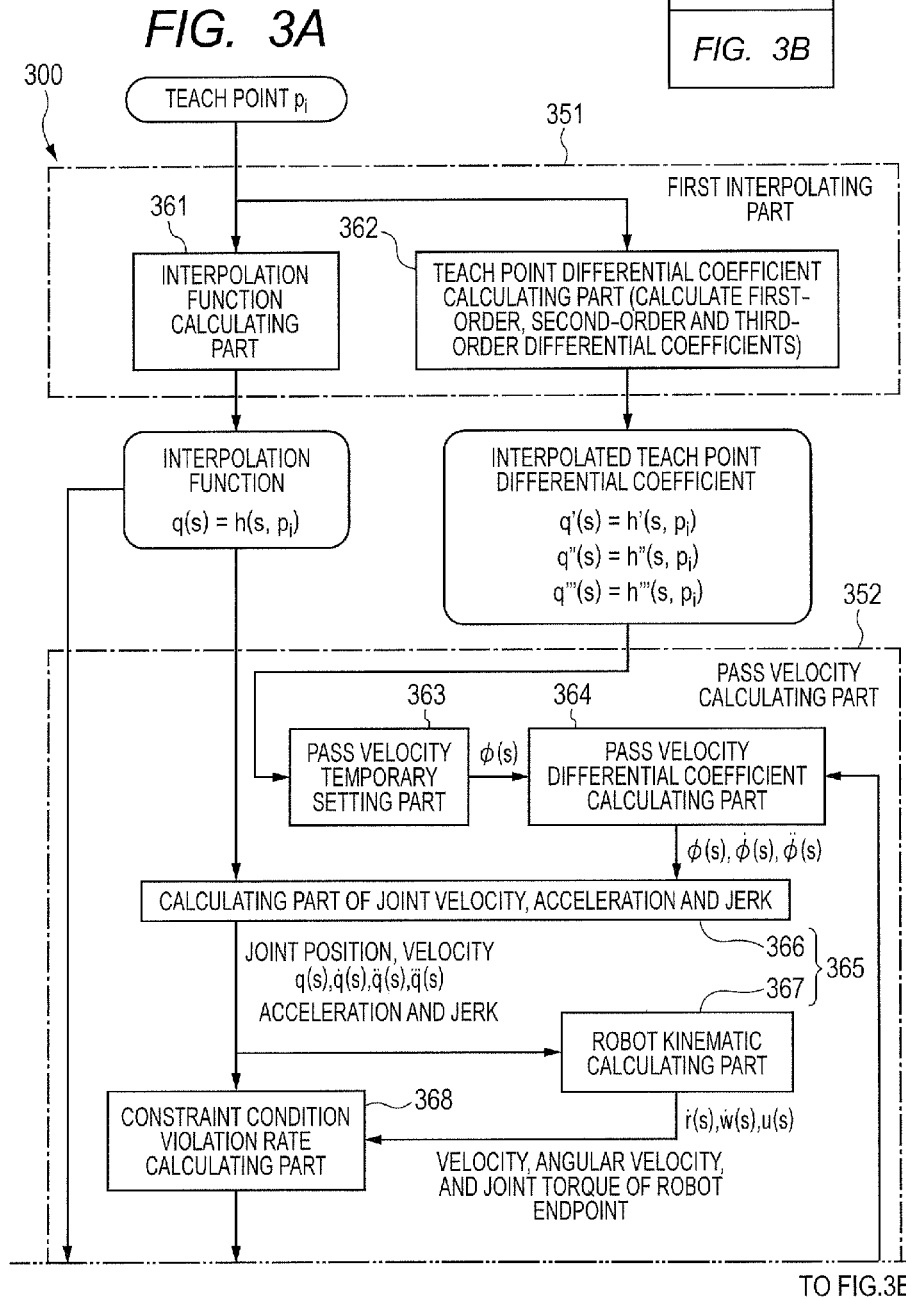 FIG. 3A
FIG. 3B
300
TEACH POINT pi
351
FIRST INTERPOLATING
PART
361
INTERPOLATION
FUNCTION
CALCULATING
PART
362
TEACH POINT DIFFERENTIAL COEFFICIENT
CALCULATING PART (CALCULATE FIRST-
ORDER, SECOND-ORDER AND THIRD-
ORDER DIFFERENTIAL COEFFICIENTS)
INTERPOLATION
FUNCTION
q(s) = h(s, pi)
INTERPOLATED TEACH POINT
DIFFERENTIAL COEFFICIENT
q'(s) = h'(s, pi)
q''(s) = h''(s, pi)
q'''(s) = h'''(s, pi)
352
PASS VELOCITY
CALCULATING PART
363
PASS VELOCITY
TEMPORARY
SETTING PART
ϕ(s)
364
PASS VELOCITY
DIFFERENTIAL COEFFICIENT
CALCULATING PART
ϕ(s), ϕ̇(s), ϕ̈(s)
CALCULATING PART OF JOINT VELOCITY, ACCELERATION AND JERK
366
365
367
JOINT POSITION, VELOCITY
q(s),q̇(s),q̈(s),q̈(s)
ACCELERATION AND JERK
ROBOT KINEMATIC
CALCULATING PART
ṙ(s),ẇ(s),u(s)
368
CONSTRAINT CONDITION
VIOLATION RATE
CALCULATING PART
VELOCITY, ANGULAR VELOCITY,
AND JOINT TORQUE OF ROBOT
ENDPOINT
TO FIG.3B